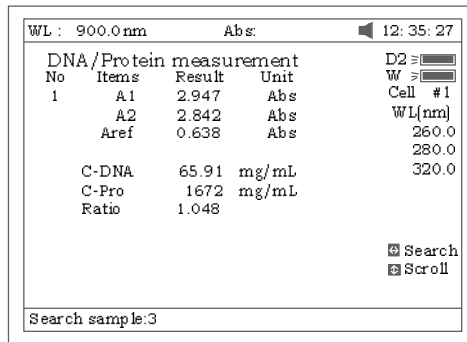 WL : 900.0 nm Abs: 12: 35: 27
DNA/Protein measurement
No Items Result Unit
1 A1 2.947 Abs
A2 2.842 Abs
Aref 0.638 Abs
C-DNA 65.91 mg/mL
C-Pro 1672 mg/mL
Ratio 1.048
D2
W
Cell #1
WL(nm)
260.0
280.0
320.0
Search
Scroll
Search sample:3